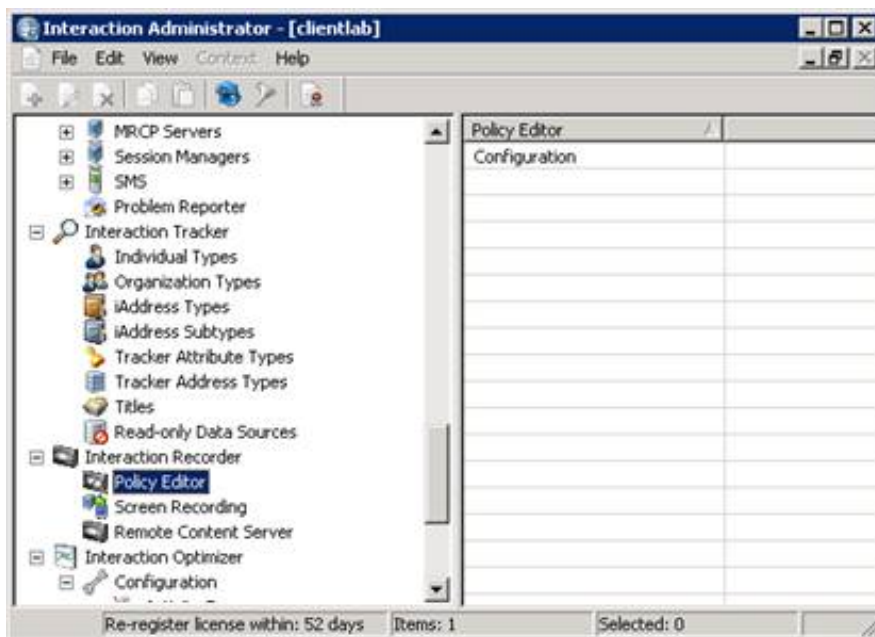 Interaction Administrator - [clientlab]
File Edit View Context Help
MRCP Servers
Session Managers
SMS
Problem Reporter
Interaction Tracker
Individual Types
Organization Types
iAddress Types
iAddress Subtypes
Tracker Attribute Types
Tracker Address Types
Titles
Read-only Data Sources
Interaction Recorder
Policy Editor
Screen Recording
Remote Content Server
Interaction Optimizer
Configuration
Policy Editor
Configuration
Re-register license within: 52 days Items: 1 Selected: 0